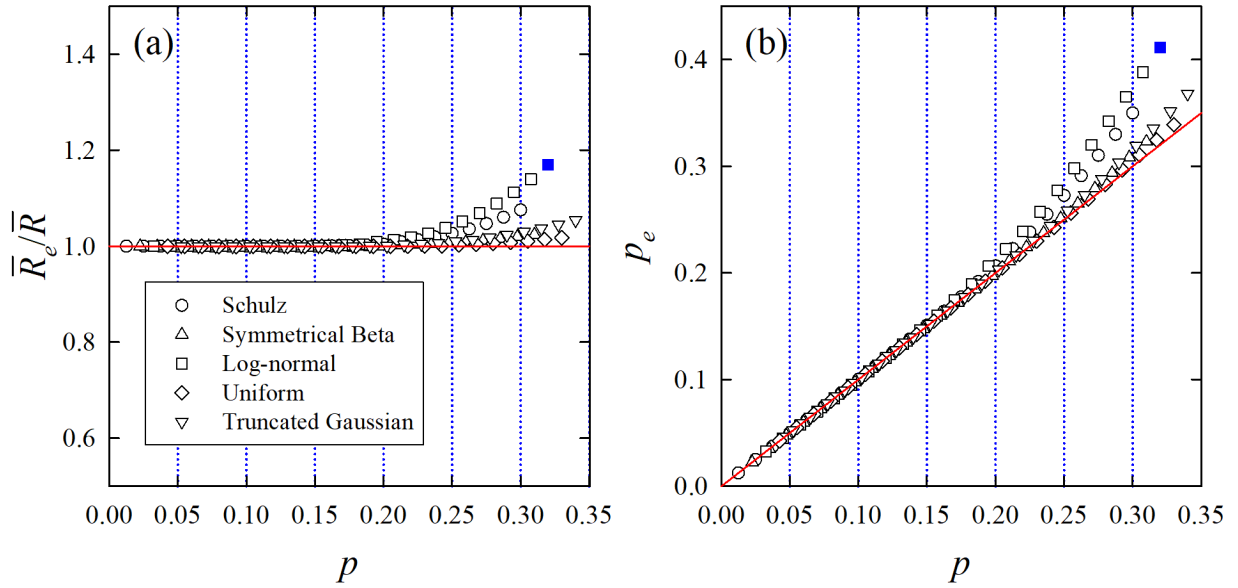 (a)
1.4
1.2
1.0
0.8
0.6
R̅e/R̅
Schulz
Symmetrical Beta
Log-normal
Uniform
Truncated Gaussian
0.00 0.05 0.10 0.15 0.20 0.25 0.30 0.35
p
(b)
0.4
0.3
0.2
0.1
0.0
pe
0.00 0.05 0.10 0.15 0.20 0.25 0.30 0.35
p